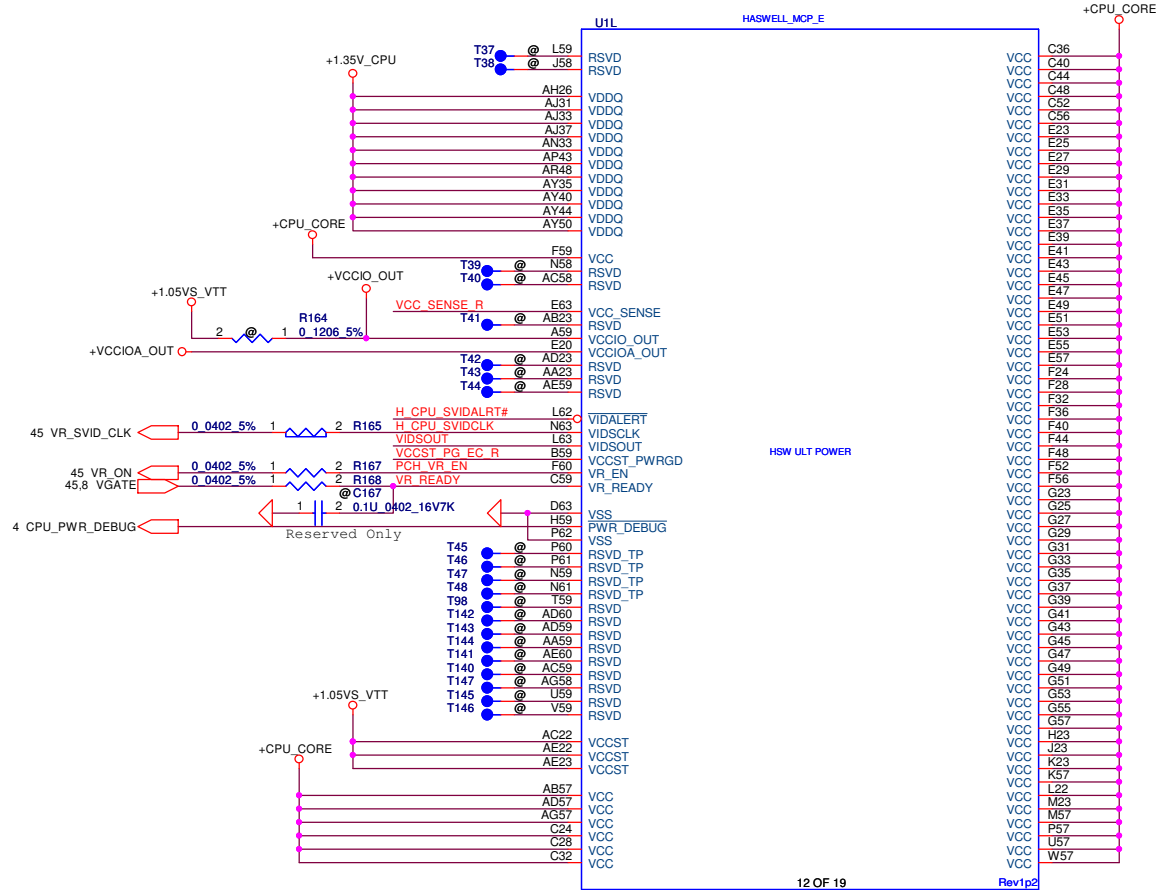 +CPU_CORE
U1L
HASWELL_MCP_E
T37 @ L59 RSVD
T38 @ J58 RSVD
+1.35V_CPU
AH26 VDDQ
AJ31 VDDQ
AJ33 VDDQ
AJ37 VDDQ
AN33 VDDQ
AP43 VDDQ
AR48 VDDQ
AY35 VDDQ
AY40 VDDQ
AY44 VDDQ
AY50 VDDQ
+CPU_CORE
F59 VCC
T39 @ N58 RSVD
T40 @ AC58 RSVD
+VCCIO_OUT
+1.05VS_VTT
VCC_SENSE_R E63 VCC_SENSE
T41 @ AB23 RSVD
R164
2 @ 1 0_1206_5% A59 VCCIO_OUT
+VCCIOA_OUT E20 VCCIOA_OUT
T42 @ AD23 RSVD
T43 @ AA23 RSVD
T44 @ AE59 RSVD
H_CPU_SVIDALRT# L62 VIDALERT
45 VR_SVID_CLK 0_0402_5% 1 2 R165 H_CPU_SVIDCLK N63 VIDSCLK
VIDSOUT L63 VIDSOUT
VCCST_PG_EC_R B59 VCCST_PWRGD
45 VR_ON 0_0402_5% 1 2 R167 PCH_VR_EN F60 VR_EN
45,8 VGATE 0_0402_5% 1 2 R168 VR_READY C59 VR_READY
@ C167
1 2 0.1U_0402_16V7K D63 VSS
4 CPU_PWR_DEBUG H59 PWR_DEBUG
Reserved Only
P62 VSS
T45 @ P60 RSVD_TP
T46 @ P61 RSVD_TP
T47 @ N59 RSVD_TP
T48 @ N61 RSVD_TP
T98 @ T59 RSVD
T142 @ AD60 RSVD
T143 @ AD59 RSVD
T144 @ AA59 RSVD
T141 @ AE60 RSVD
T140 @ AC59 RSVD
T147 @ AG58 RSVD
T145 @ U59 RSVD
T146 @ V59 RSVD
+1.05VS_VTT
AC22 VCCST
AE22 VCCST
AE23 VCCST
+CPU_CORE
AB57 VCC
AD57 VCC
AG57 VCC
C24 VCC
C28 VCC
C32 VCC
HSW ULT POWER
VCC C36
VCC C40
VCC C44
VCC C48
VCC C52
VCC C56
VCC E23
VCC E25
VCC E27
VCC E29
VCC E31
VCC E33
VCC E35
VCC E37
VCC E39
VCC E41
VCC E43
VCC E45
VCC E47
VCC E49
VCC E51
VCC E53
VCC E55
VCC E57
VCC F24
VCC F28
VCC F32
VCC F36
VCC F40
VCC F44
VCC F48
VCC F52
VCC F56
VCC G23
VCC G25
VCC G27
VCC G29
VCC G31
VCC G33
VCC G35
VCC G37
VCC G39
VCC G41
VCC G43
VCC G45
VCC G47
VCC G49
VCC G51
VCC G53
VCC G55
VCC G57
VCC H23
VCC J23
VCC K23
VCC K57
VCC L22
VCC M23
VCC M57
VCC P57
VCC U57
VCC W57
12 OF 19
Rev1p2